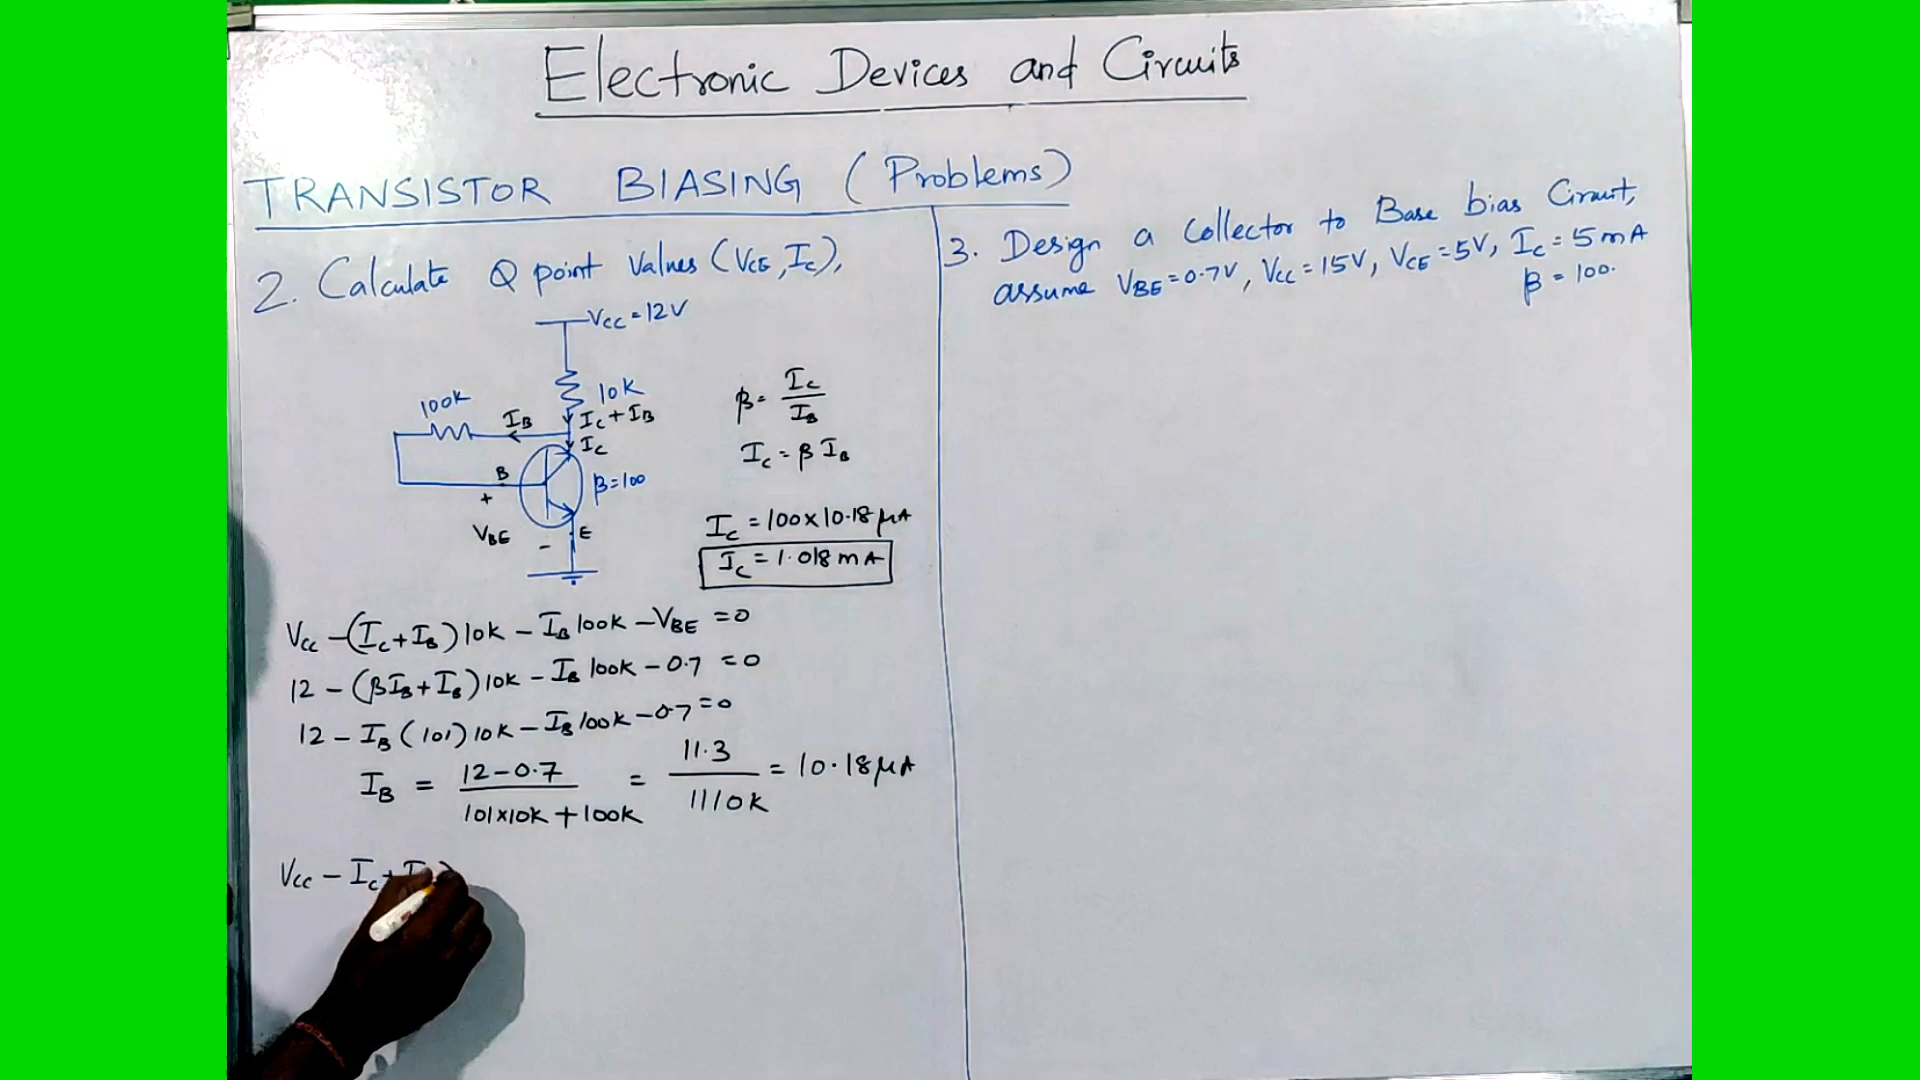 Electronic Devices and Circuits
TRANSISTOR BIASING (Problems)
2. Calculate Q point Values (VCE, IC),
VCC = 12V
10K
100K
IB
IC + IB
IC
B
β=100
+
VBE
-
E
β = IC / IB
IC = β IB
IC = 100 x 10.18 μA
IC = 1.018 mA
VCC - (IC + IB) 10K - IB 100K - VBE = 0
12 - (βIB + IB) 10K - IB 100K - 0.7 = 0
12 - IB (101) 10K - IB 100K - 0.7 = 0
IB = 12-0.7 / 101x10K + 100K = 11.3 / 1110K = 10.18 μA
VCC - IC + I
3. Design a Collector to Base bias Circuit,
assume VBE = 0.7V, VCC = 15V, VCE = 5V, IC = 5mA
β = 100.